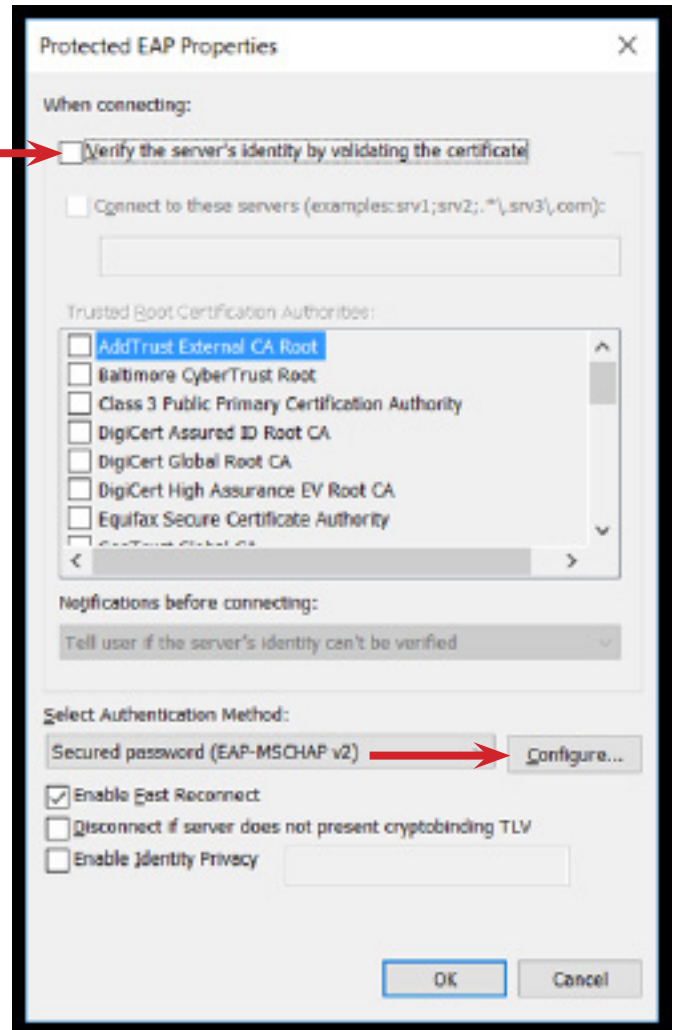 Protected EAP Properties
When connecting:
Verify the server's identity by validating the certificate
Connect to these servers (examples:srv1;srv2;.*\.srv3\.com):
Trusted Root Certification Authorities:
AddTrust External CA Root
Baltimore CyberTrust Root
Class 3 Public Primary Certification Authority
DigiCert Assured ID Root CA
DigiCert Global Root CA
DigiCert High Assurance EV Root CA
Equifax Secure Certificate Authority
GeoTrust Global CA
Notifications before connecting:
Tell user if the server's identity can't be verified
Select Authentication Method:
Secured password (EAP-MSCHAP v2)
Configure...
Enable Fast Reconnect
Disconnect if server does not present cryptobinding TLV
Enable Identity Privacy
OK Cancel